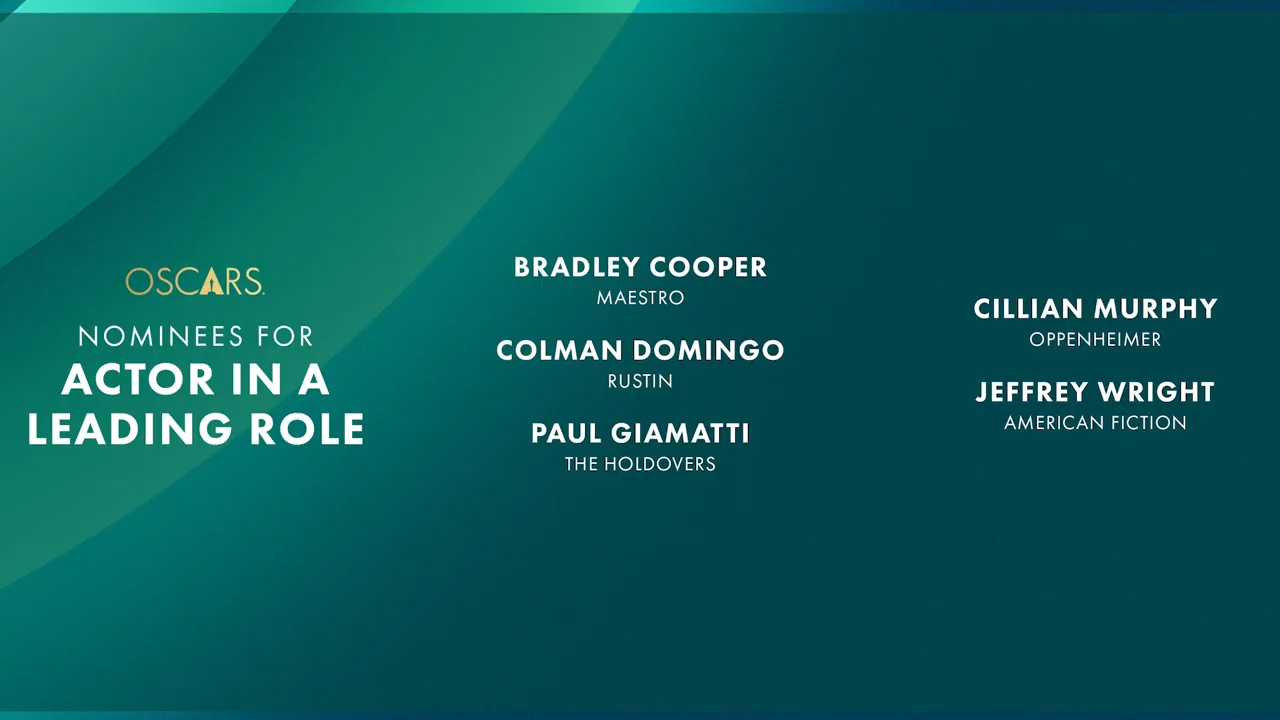 OSCARS.
NOMINEES FOR
ACTOR IN A
LEADING ROLE
BRADLEY COOPER
MAESTRO
COLMAN DOMINGO
RUSTIN
PAUL GIAMATTI
THE HOLDOVERS
CILLIAN MURPHY
OPPENHEIMER
JEFFREY WRIGHT
AMERICAN FICTION